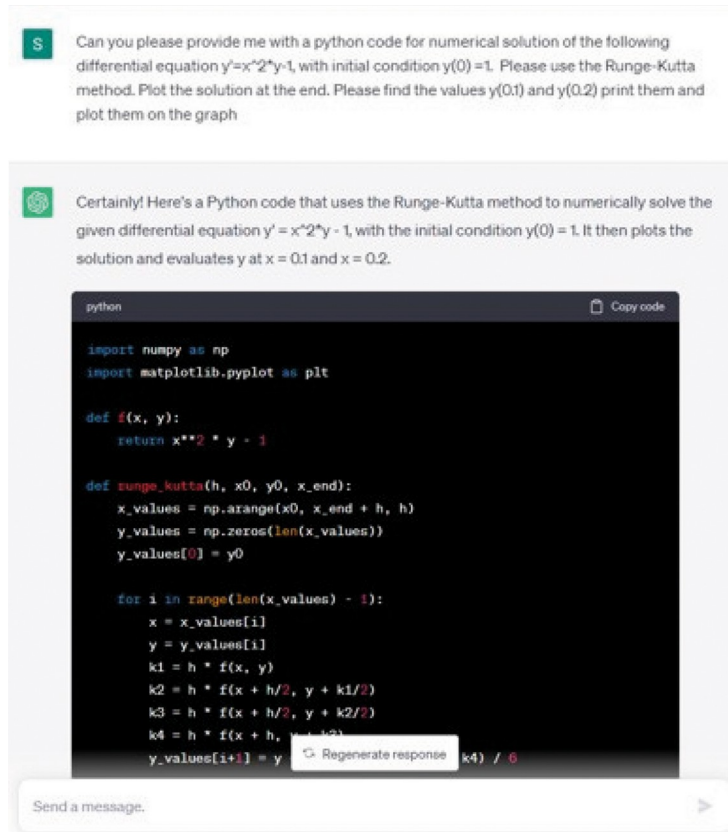 S
Can you please provide me with a python code for numerical solution of the following
differential equation y'=x^2*y-1, with initial condition y(0) =1. Please use the Runge-Kutta
method. Plot the solution at the end. Please find the values y(0.1) and y(0.2) print them and
plot them on the graph
Certainly! Here's a Python code that uses the Runge-Kutta method to numerically solve the
given differential equation y' = x^2*y - 1, with the initial condition y(0) = 1. It then plots the
solution and evaluates y at x = 0.1 and x = 0.2.
python Copy code
import numpy as np
import matplotlib.pyplot as plt
def f(x, y):
    return x**2 * y - 1
def runge_kutta(h, x0, y0, x_end):
    x_values = np.arange(x0, x_end + h, h)
    y_values = np.zeros(len(x_values))
    y_values[0] = y0
    for i in range(len(x_values) - 1):
        x = x_values[i]
        y = y_values[i]
        k1 = h * f(x, y)
        k2 = h * f(x + h/2, y + k1/2)
        k3 = h * f(x + h/2, y + k2/2)
        k4 = h * f(x + h,
        y_values[i+1] = y k4) / 6
Regenerate response
Send a message.